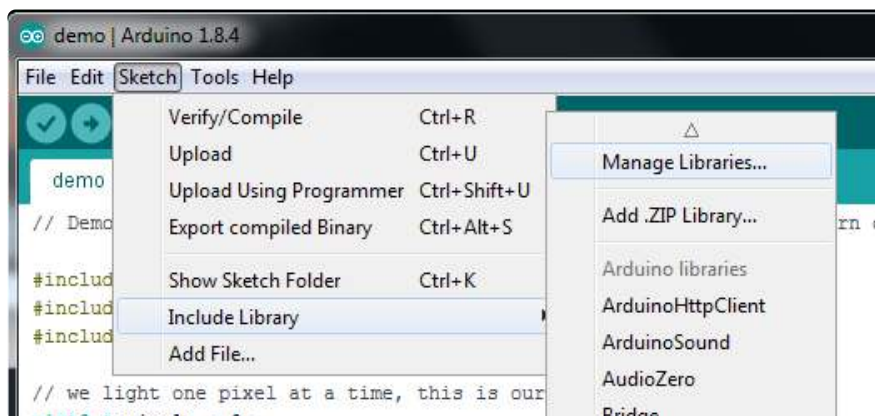 demo | Arduino 1.8.4
File Edit Sketch Tools Help
Verify/Compile Ctrl+R
Upload Ctrl+U
Upload Using Programmer Ctrl+Shift+U
Export compiled Binary Ctrl+Alt+S
Show Sketch Folder Ctrl+K
Include Library
Add File...
△
Manage Libraries...
Add .ZIP Library...
Arduino libraries
ArduinoHttpClient
ArduinoSound
AudioZero
Bridge
demo
// Demo
rn
#includ
#includ
#includ
// we light one pixel at a time, this is our